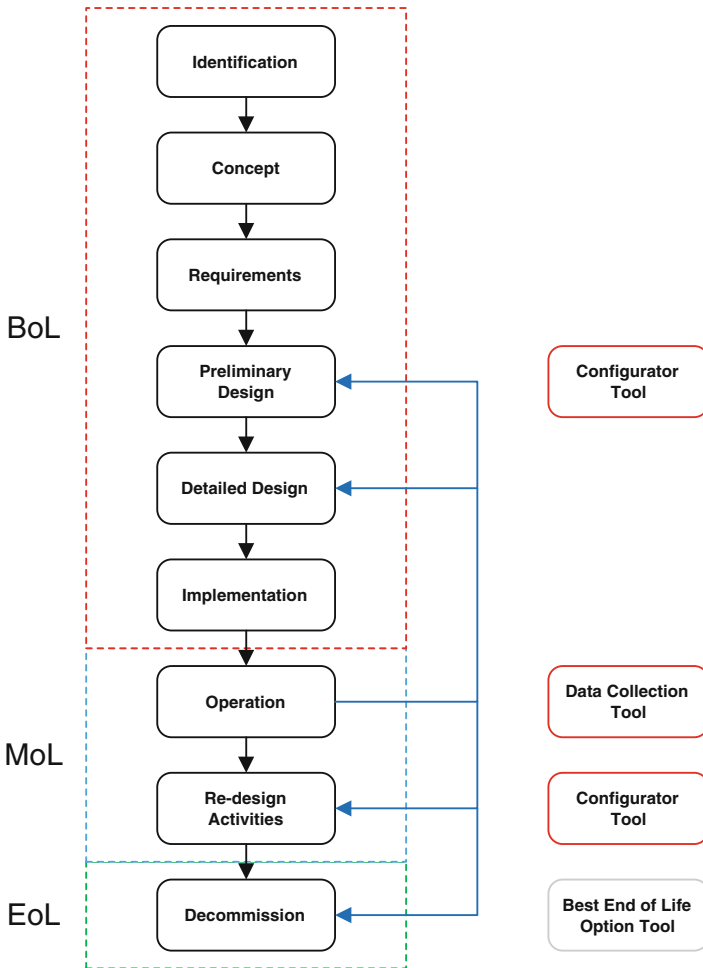 Identification
Concept
Requirements
BoL
Preliminary
Design
Configurator
Tool
Detailed Design
Implementation
Operation
Data Collection
Tool
MoL
Re-design
Activities
Configurator
Tool
EoL
Decommission
Best End of Life
Option Tool